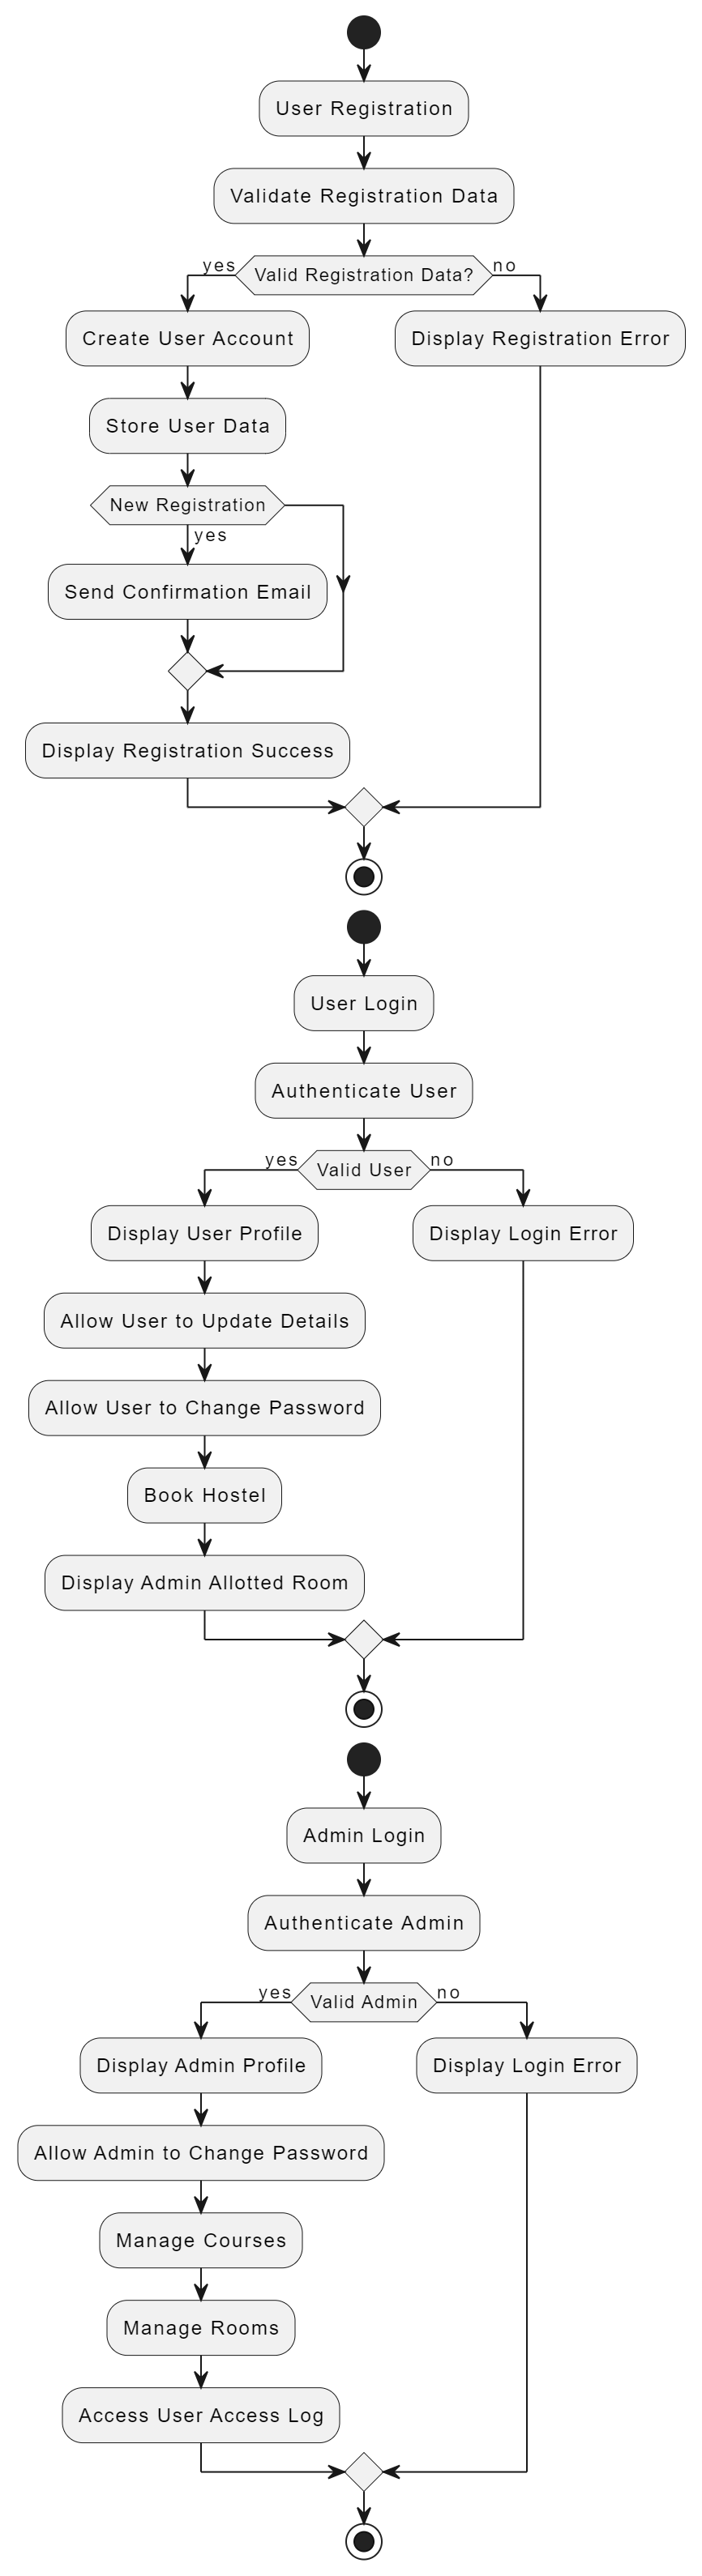 User Registration
Validate Registration Data
yes
Valid Registration Data?
no
Create User Account
Display Registration Error
Store User Data
New Registration
yes
Send Confirmation Email
Display Registration Success
User Login
Authenticate User
yes
Valid User
no
Display User Profile
Display Login Error
Allow User to Update Details
Allow User to Change Password
Book Hostel
Display Admin Allotted Room
Admin Login
Authenticate Admin
yes
Valid Admin
no
Display Admin Profile
Display Login Error
Allow Admin to Change Password
Manage Courses
Manage Rooms
Access User Access Log